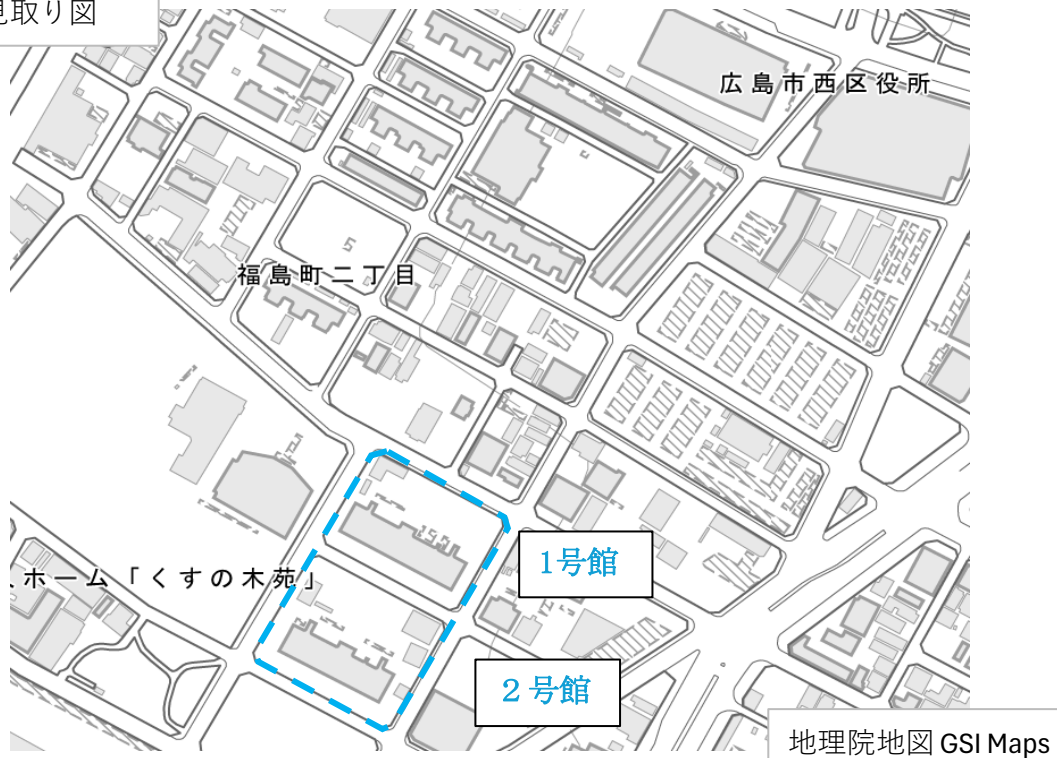 見取り図
広島市西区役所
福島町二丁目
1号館
ホーム「くすの木苑」
2号館
地理院地図 GSI Maps